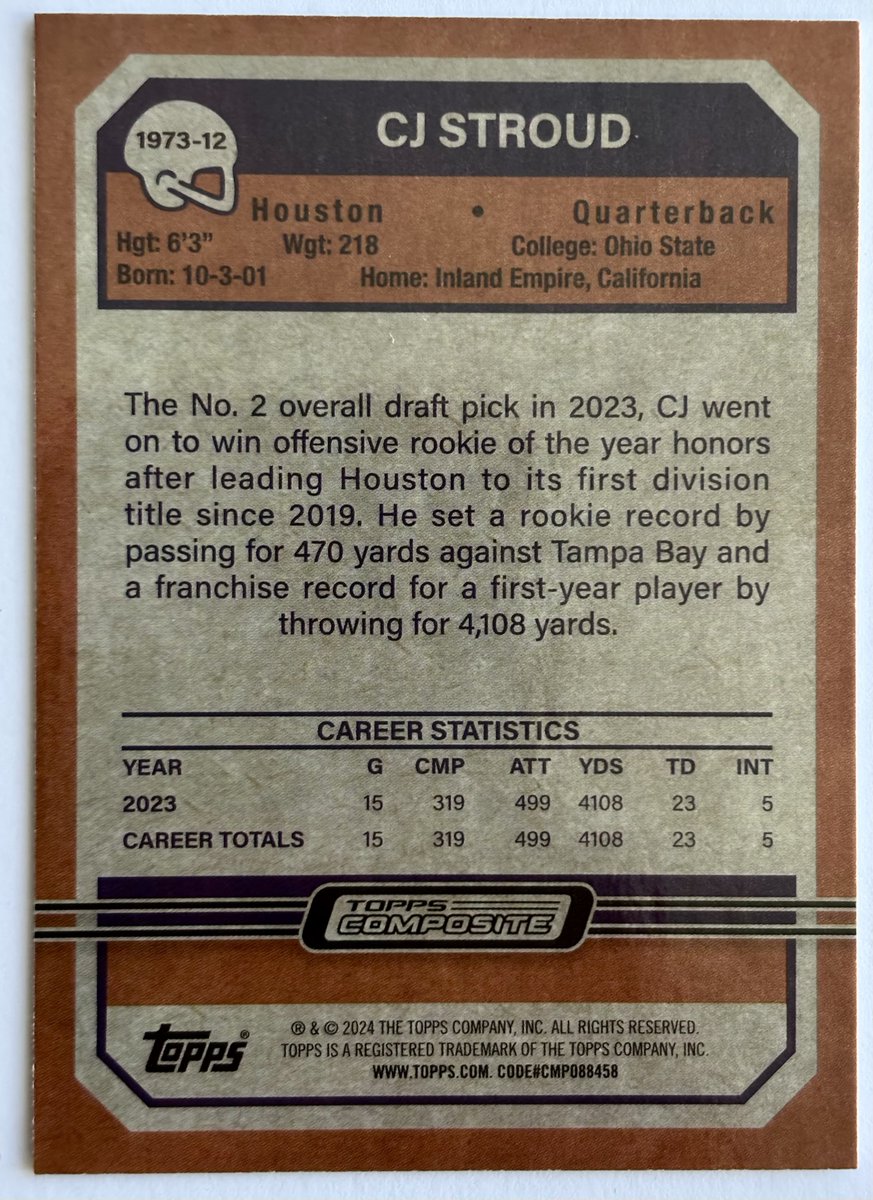 1973-12
CJ STROUD
Houston • Quarterback
Hgt: 6'3" Wgt: 218 College: Ohio State
Born: 10-3-01 Home: Inland Empire, California
The No. 2 overall draft pick in 2023, CJ went
on to win offensive rookie of the year honors
after leading Houston to its first division
title since 2019. He set a rookie record by
passing for 470 yards against Tampa Bay and
a franchise record for a first-year player by
throwing for 4,108 yards.
CAREER STATISTICS
YEAR G CMP ATT YDS TD INT
2023 15 319 499 4108 23 5
CAREER TOTALS 15 319 499 4108 23 5
TOPPS
COMPOSITE
topps®
® & © 2024 THE TOPPS COMPANY, INC. ALL RIGHTS RESERVED.
TOPPS IS A REGISTERED TRADEMARK OF THE TOPPS COMPANY, INC.
WWW.TOPPS.COM. CODE#CMP088458